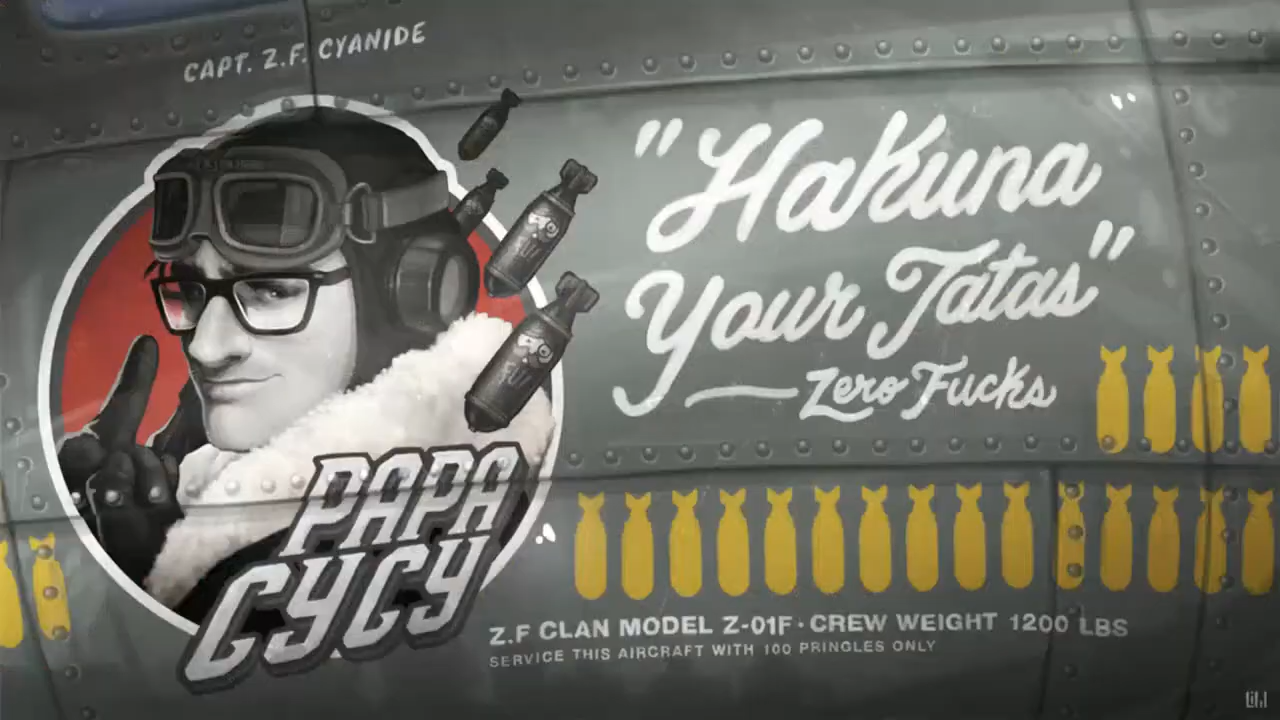 CAPT. Z.F. CYANIDE
"Hakuna
Your Tatas"
— Zero Fucks
PAPA
CYCY
Z.F CLAN MODEL Z-01F · CREW WEIGHT 1200 LBS
SERVICE THIS AIRCRAFT WITH 100 PRINGLES ONLY